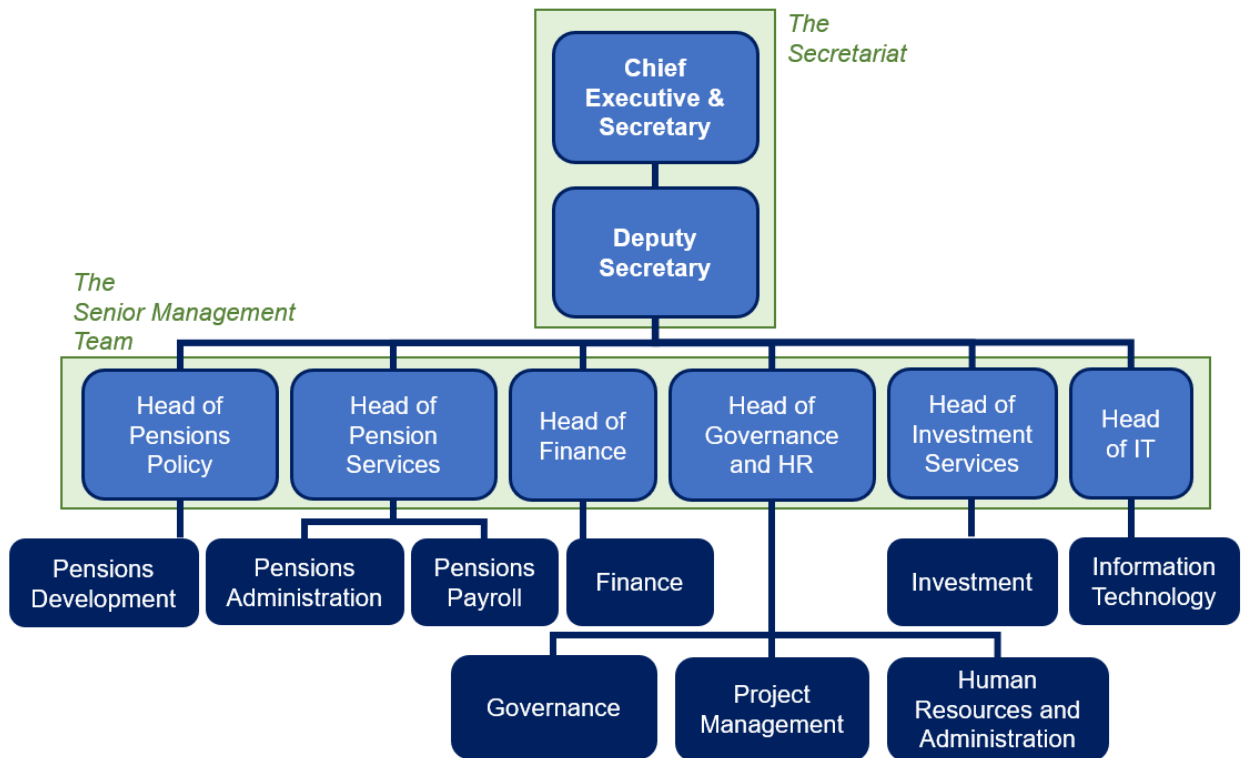 The
Secretariat
Chief
Executive &
Secretary
Deputy
Secretary
The
Senior Management
Team
Head of
Pensions
Policy
Head of
Pension
Services
Head of
Finance
Head of
Governance
and HR
Head of
Investment
Services
Head
of IT
Pensions
Development
Pensions
Administration
Pensions
Payroll
Finance
Investment
Information
Technology
Governance
Project
Management
Human
Resources and
Administration